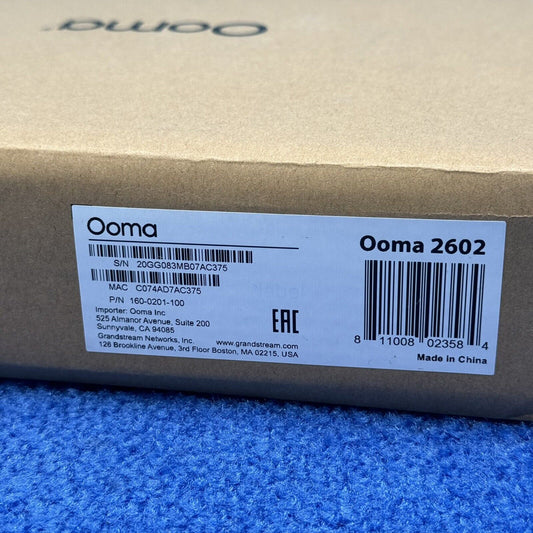 Ooma
Ooma
S/N 20GG083MB07AC375
MAC C074AD7AC375
P/N 160-0201-100
Importer: Ooma Inc
525 Almanor Avenue, Suite 200
Sunnyvale, CA 94085
Grandstream Networks, Inc. www.grandstream.com
126 Brookline Avenue, 3rd Floor Boston, MA 02215. USA
EAC
Ooma 2602
8 11008 02358 4
Made in China